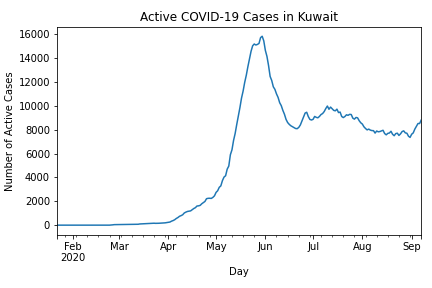 Active COVID-19 Cases in Kuwait
Number of Active Cases
16000
14000
12000
10000
8000
6000
4000
2000
0
Feb Mar Apr May Jun Jul Aug Sep
2020
Day